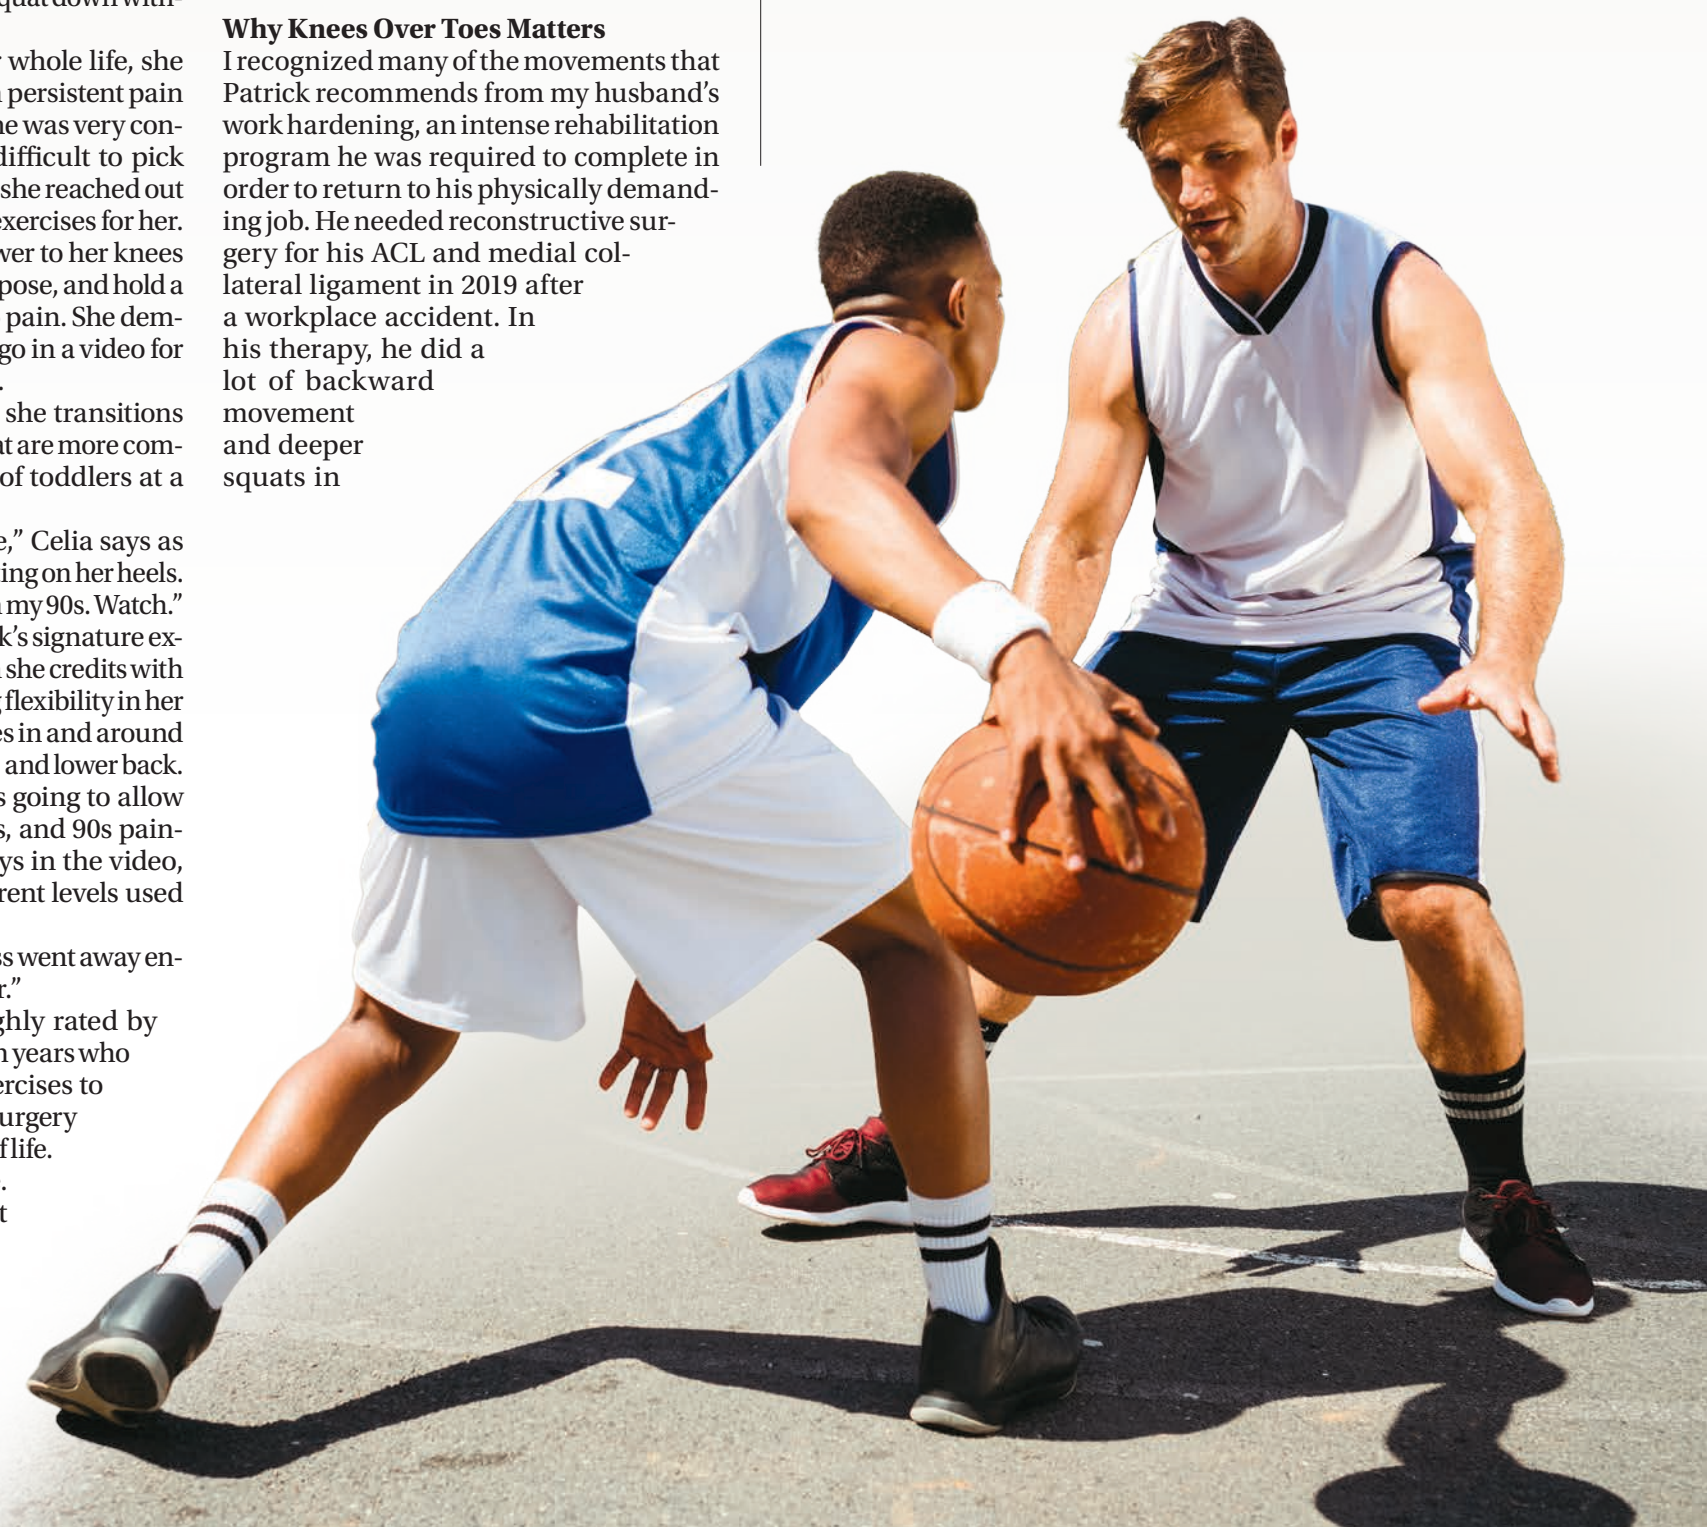 quat down with-
whole life, she
persistent pain
he was very con-
difficult to pick
she reached out
exercises for her.
wer to her knees
pose, and hold a
pain. She dem-
go in a video for
.
she transitions
at are more com-
of toddlers at a
e,” Celia says as
ting on her heels.
my 90s. Watch.”
k’s signature ex-
she credits with
flexibility in her
es in and around
and lower back.
s going to allow
s, and 90s pain-
ys in the video,
rent levels used
ss went away en-
r.”
ghly rated by
n years who
ercises to
urgery
f life.
.
t
Why Knees Over Toes Matters
I recognized many of the movements that
Patrick recommends from my husband’s
work hardening, an intense rehabilitation
program he was required to complete in
order to return to his physically demand-
ing job. He needed reconstructive sur-
gery for his ACL and medial col-
lateral ligament in 2019 after
a workplace accident. In
his therapy, he did a
lot of backward
movement
and deeper
squats in